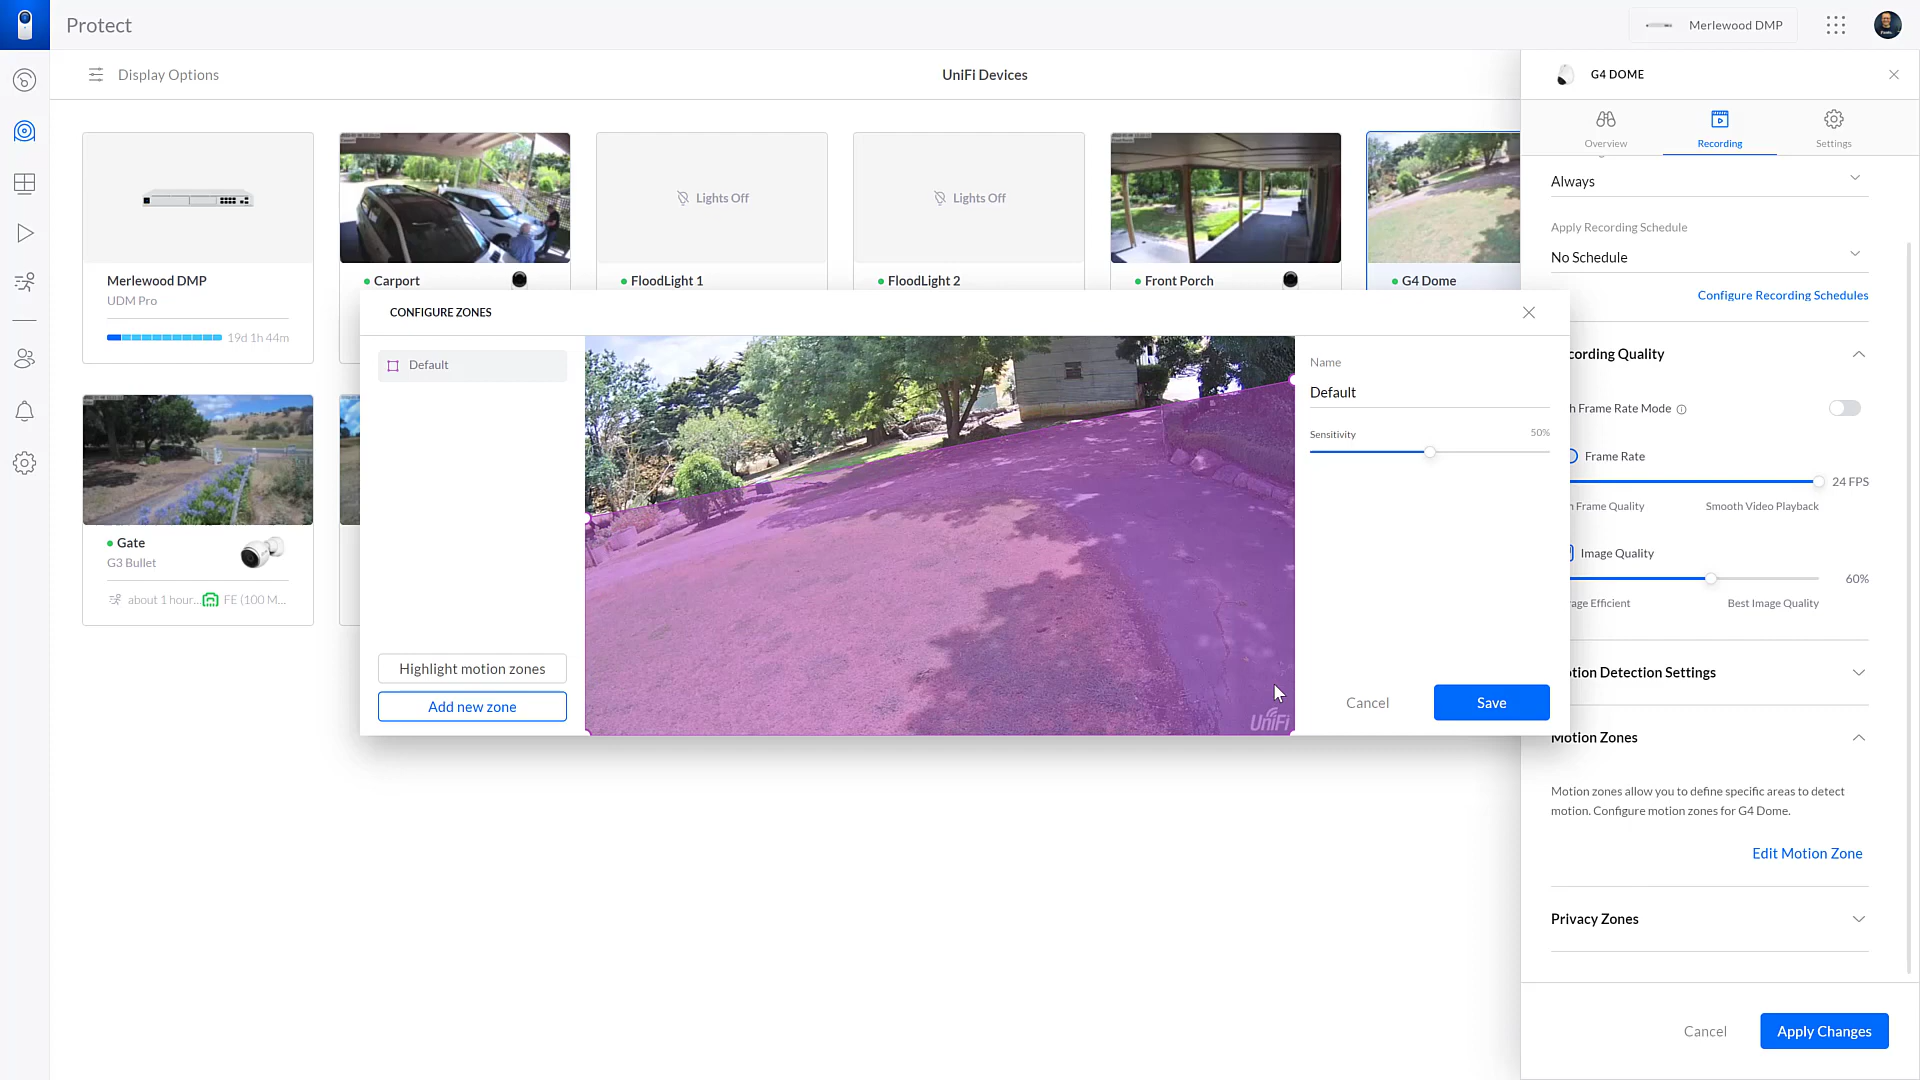 Protect
Merlewood DMP
Display Options
UniFi Devices
G4 DOME
Overview
Recording
Settings
Always
Apply Recording Schedule
No Schedule
Configure Recording Schedules
Lights Off
Lights Off
Merlewood DMP
UDM Pro
19d 1h 44m
Carport
FloodLight 1
FloodLight 2
Front Porch
G4 Dome
Gate
G3 Bullet
about 1 hour...
FE (100 M...
CONFIGURE ZONES
Default
Highlight motion zones
Add new zone
UniFi
Name
Default
Sensitivity
50%
Cancel
Save
cording Quality
h Frame Rate Mode
Frame Rate
24 FPS
Frame Quality
Smooth Video Playback
Image Quality
60%
age Efficient
Best Image Quality
otion Detection Settings
Motion Zones
Motion zones allow you to define specific areas to detect
motion. Configure motion zones for G4 Dome.
Edit Motion Zone
Privacy Zones
Cancel
Apply Changes